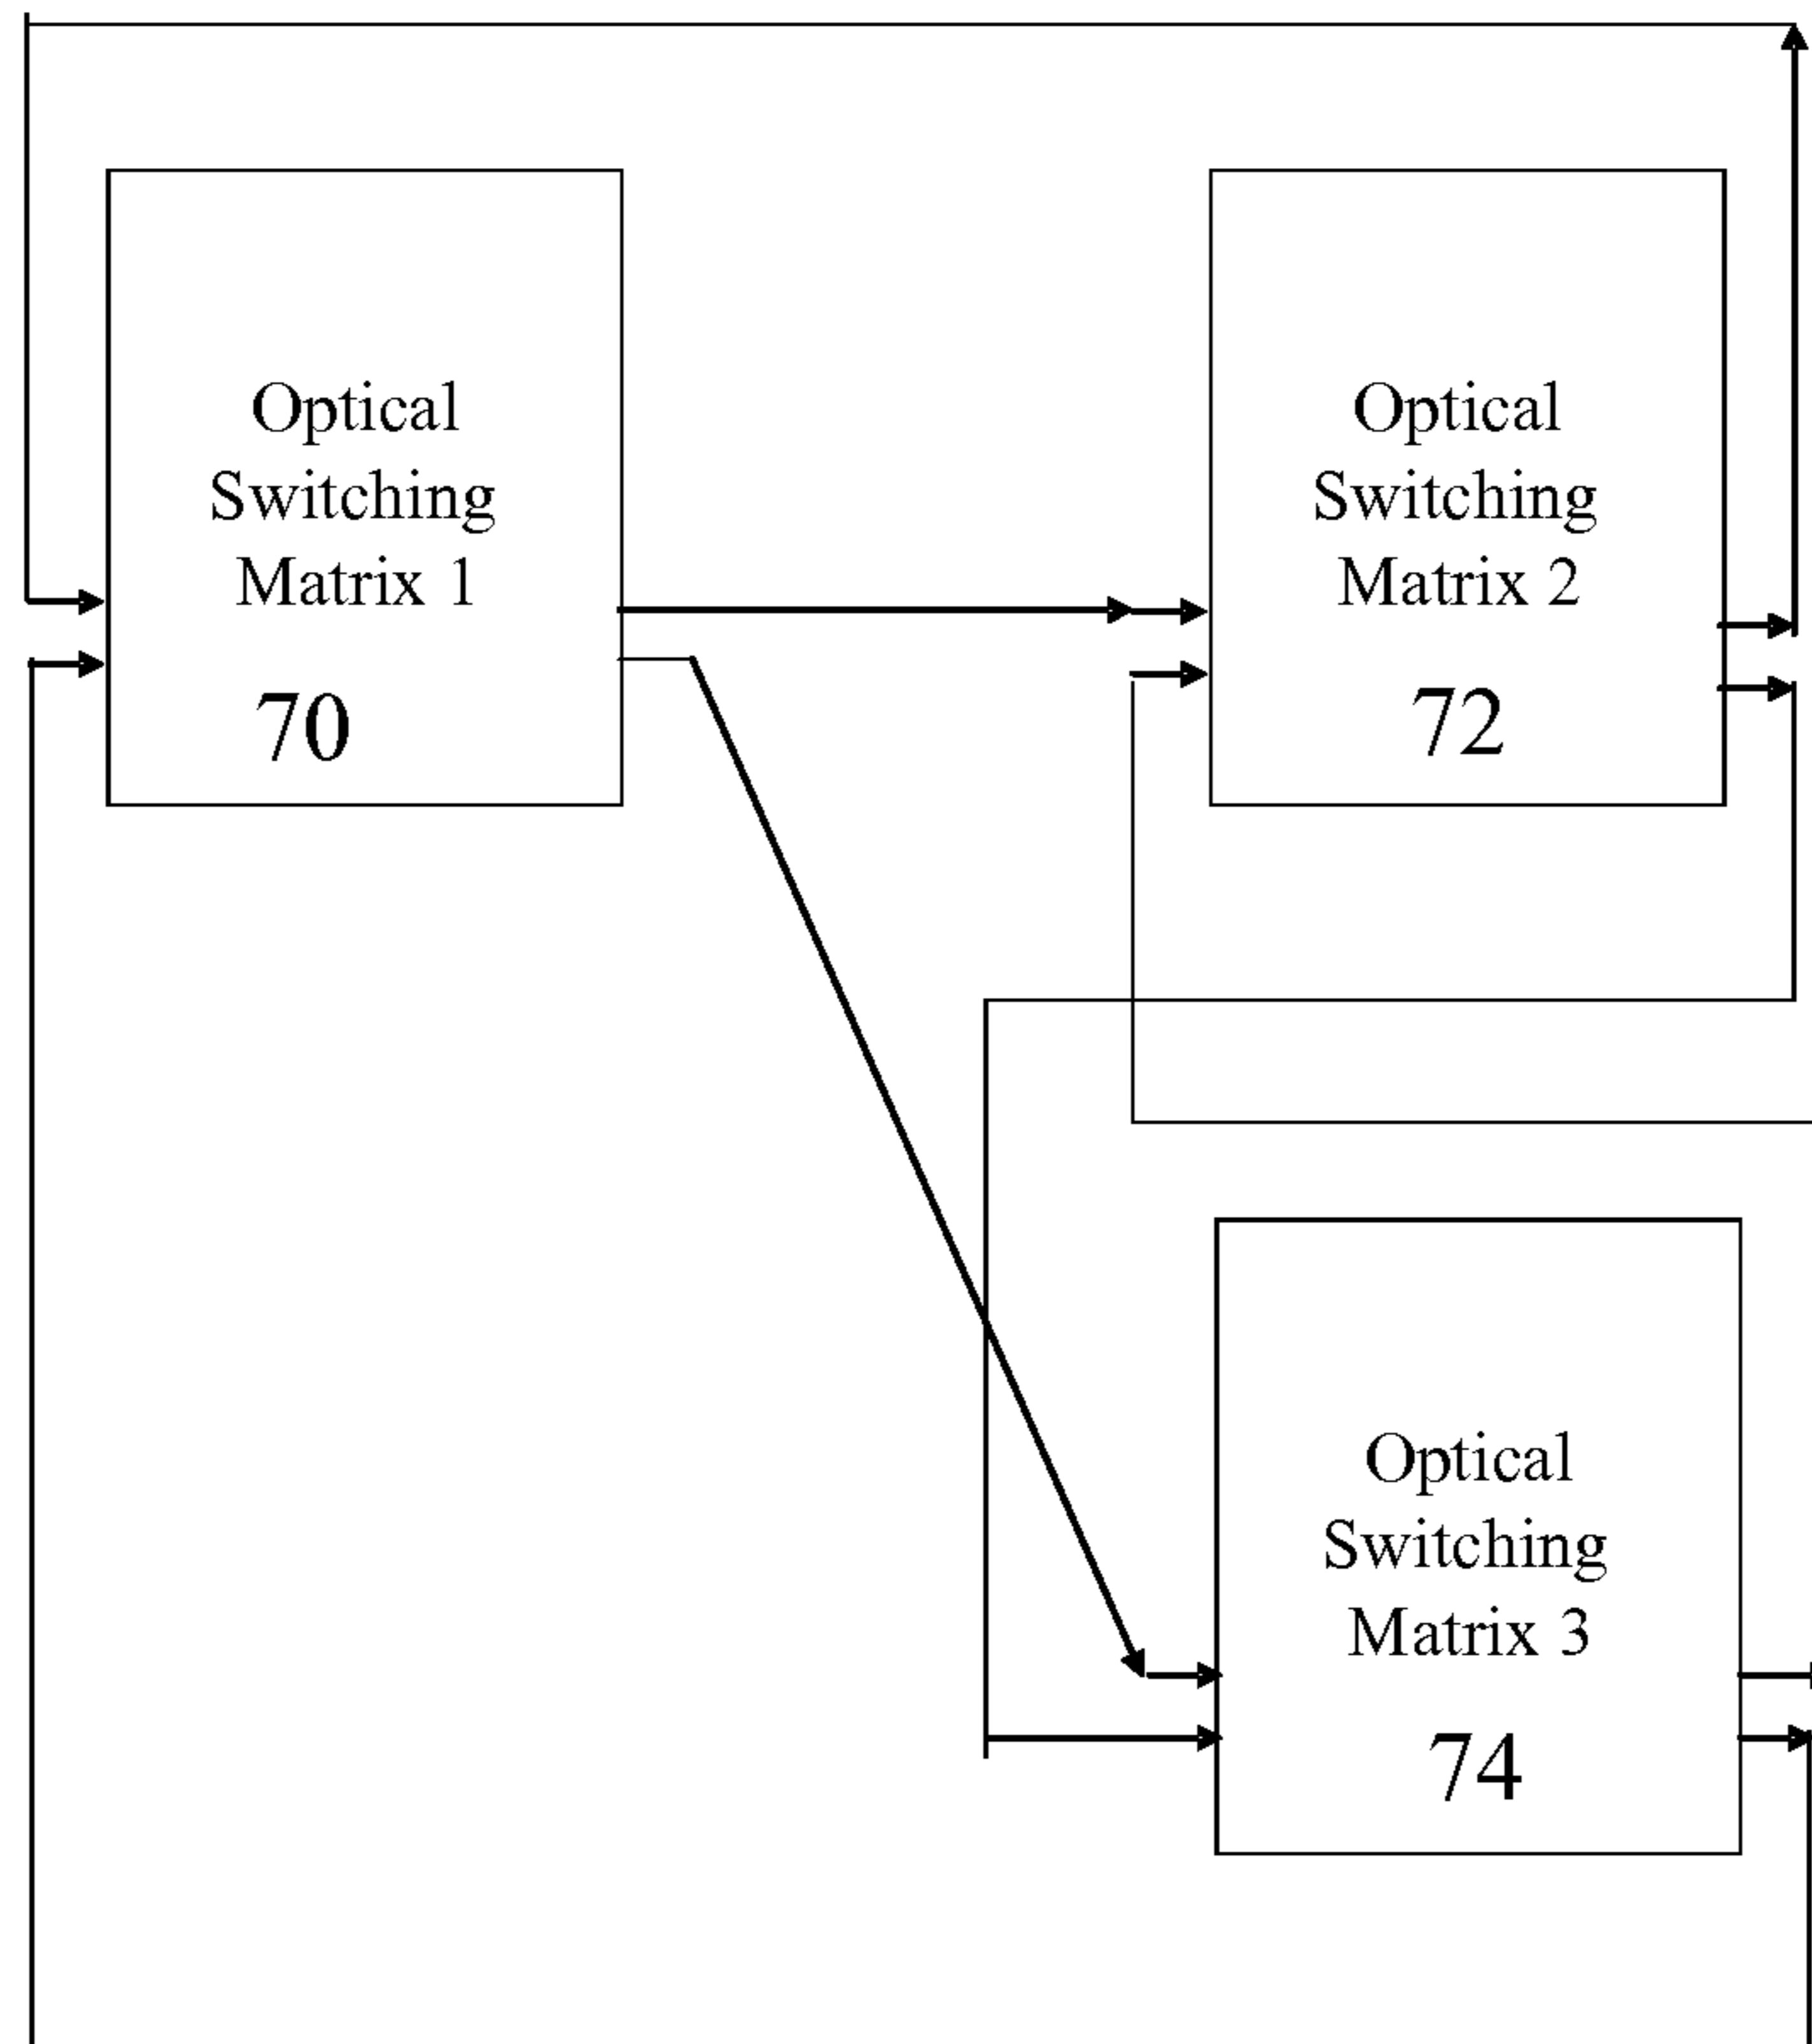 Optical
Switching
Matrix 1
70
Optical
Switching
Matrix 2
72
Optical
Switching
Matrix 3
74